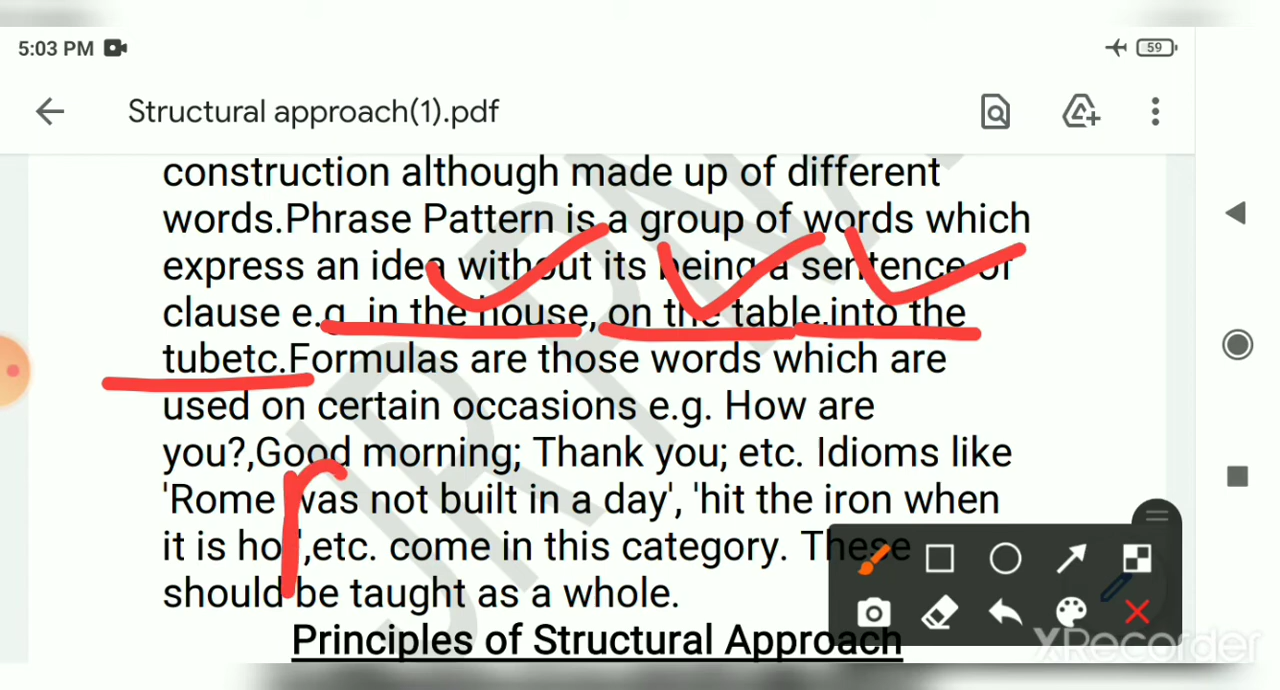 5:03 PM 59
Structural approach(1).pdf
construction although made up of different
words.Phrase Pattern is a group of words which
express an idea without its being a sentence or
clause e.g. in the house, on the table,into the
tubetc.Formulas are those words which are
used on certain occasions e.g. How are
you?,Good morning; Thank you; etc. Idioms like
'Rome was not built in a day', 'hit the iron when
it is hot',etc. come in this category. These
should be taught as a whole.
Principles of Structural Approach
XRecorder